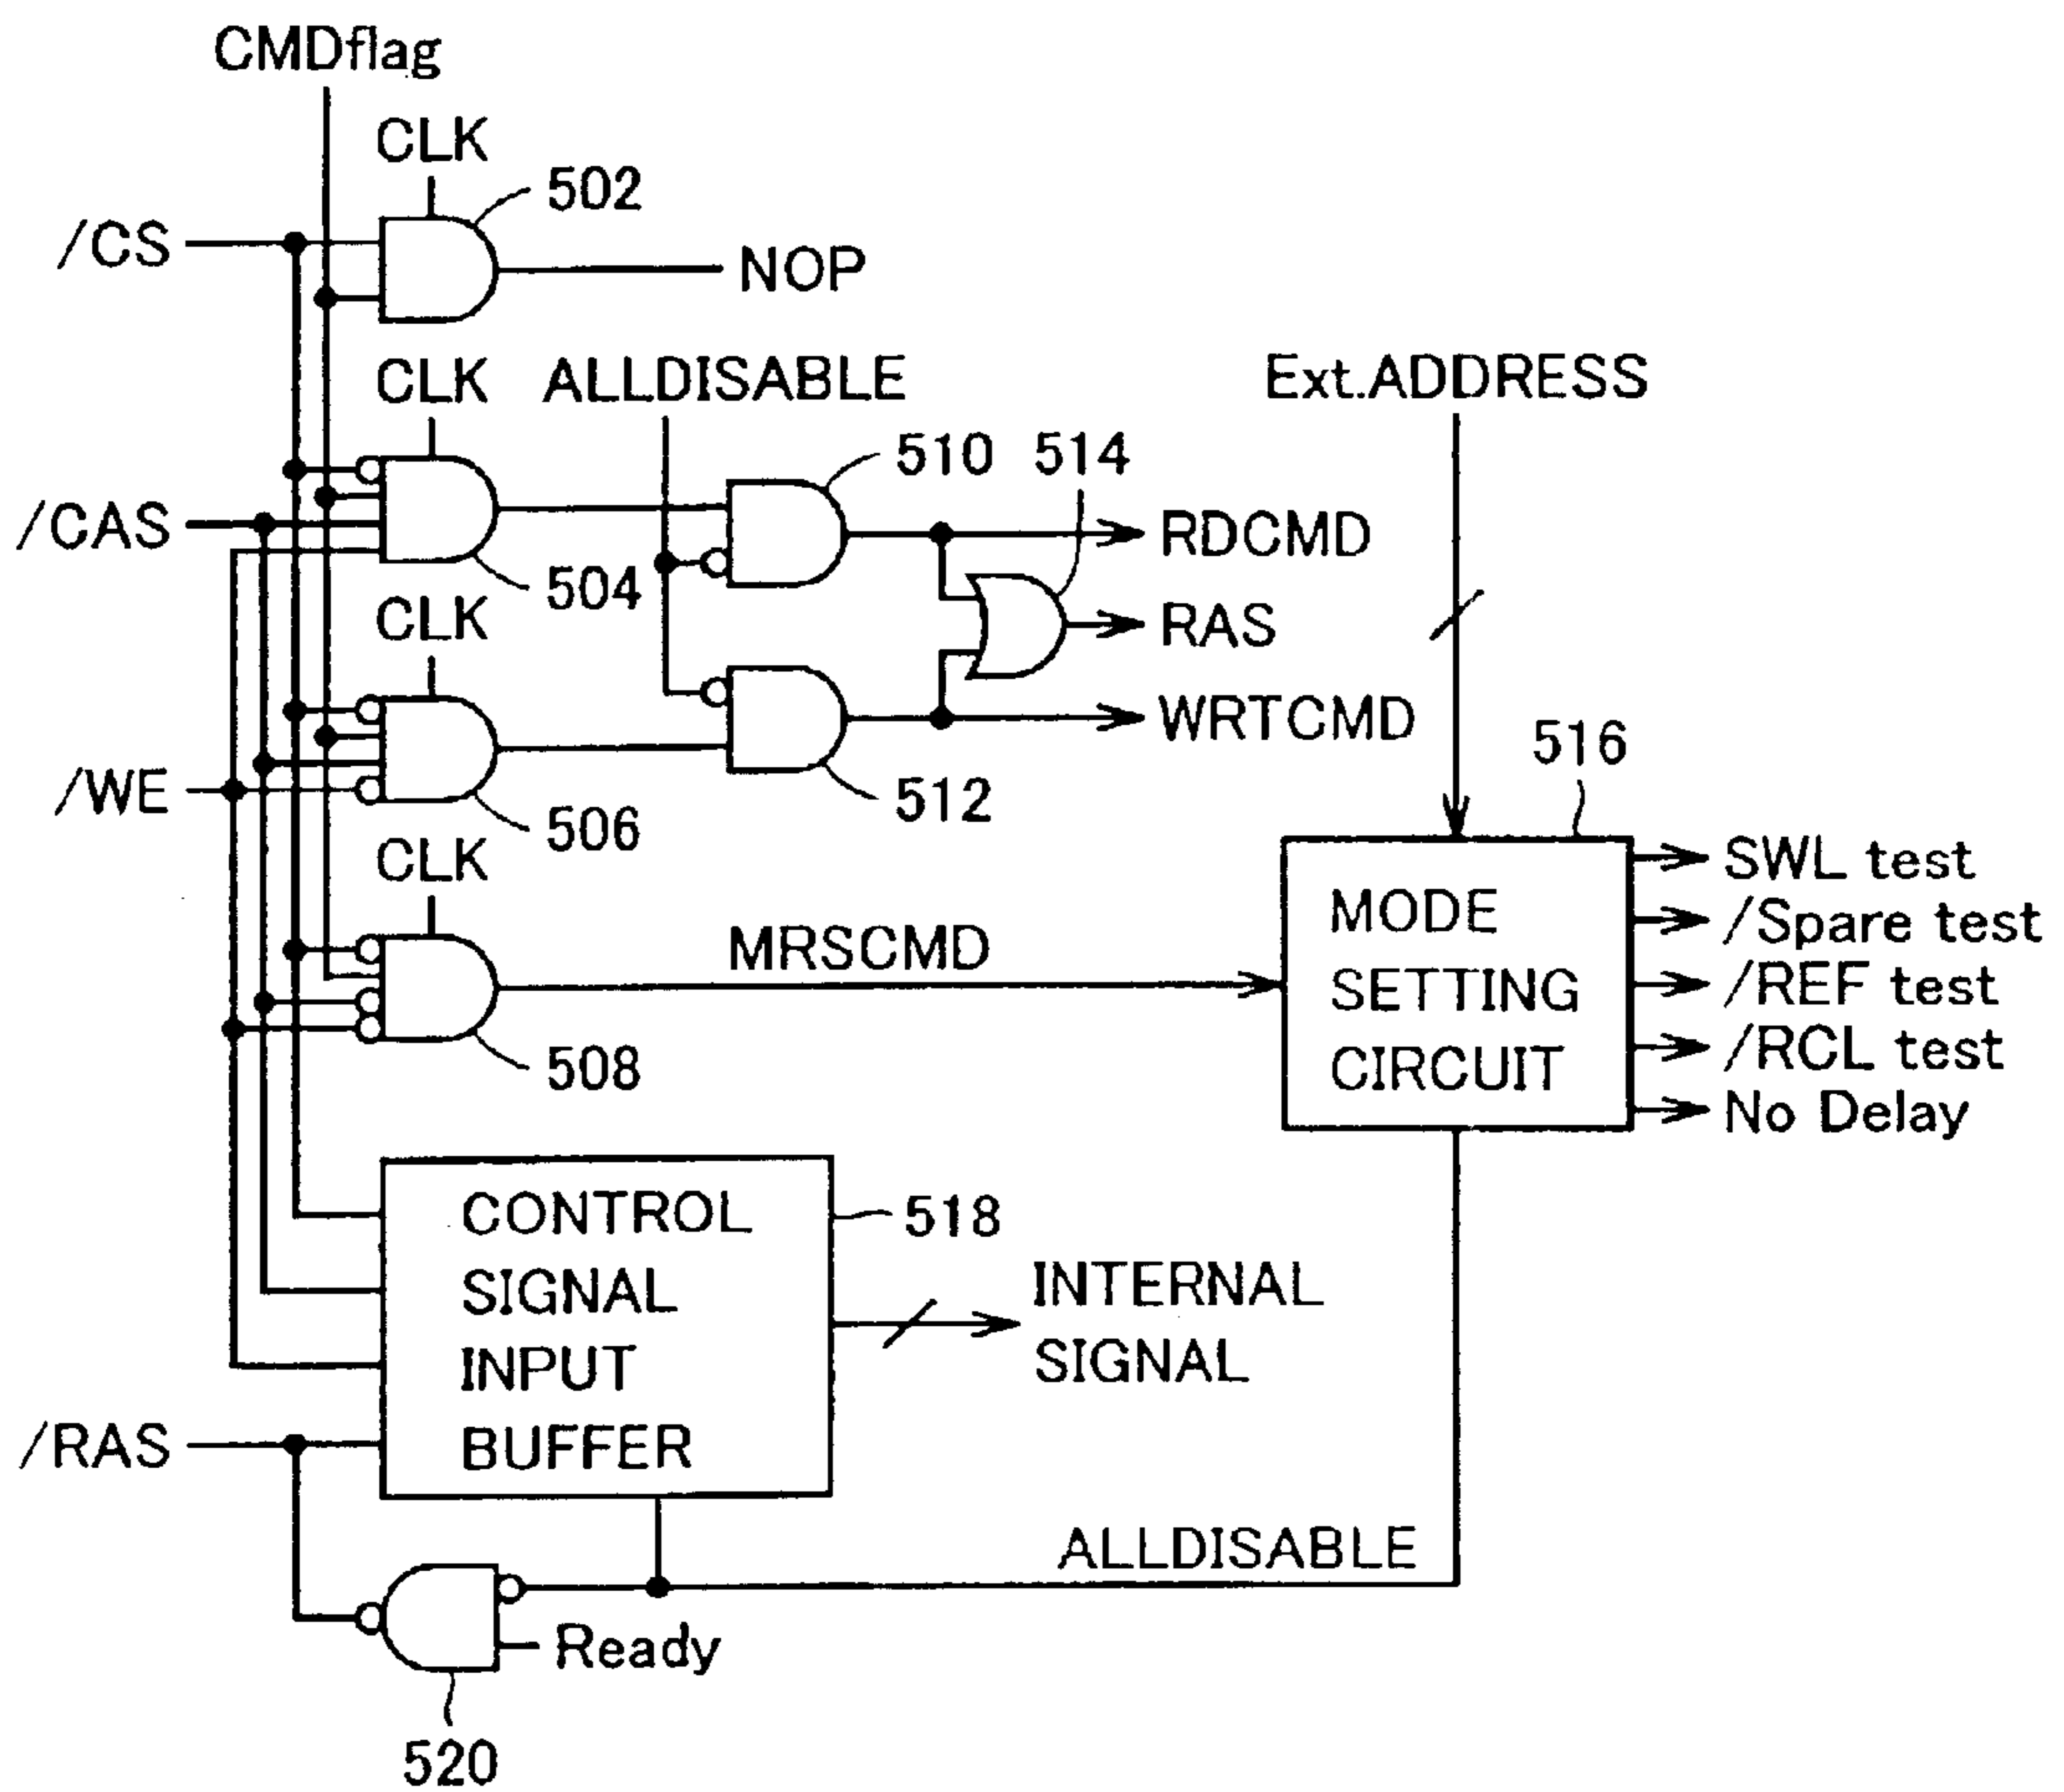 CMDflag
CLK
502
/CS
NOP
CLK
ALLDISABLE
Ext.ADDRESS
510
514
/CAS
RDCMD
504
CLK
RAS
WRTCMD
516
/WE
512
506
CLK
SWL test
MODE
/Spare test
MRSCMD
SETTING
/REF test
CIRCUIT
/RCL test
508
No Delay
CONTROL
518
SIGNAL
INTERNAL
INPUT
SIGNAL
/RAS
BUFFER
ALLDISABLE
Ready
520